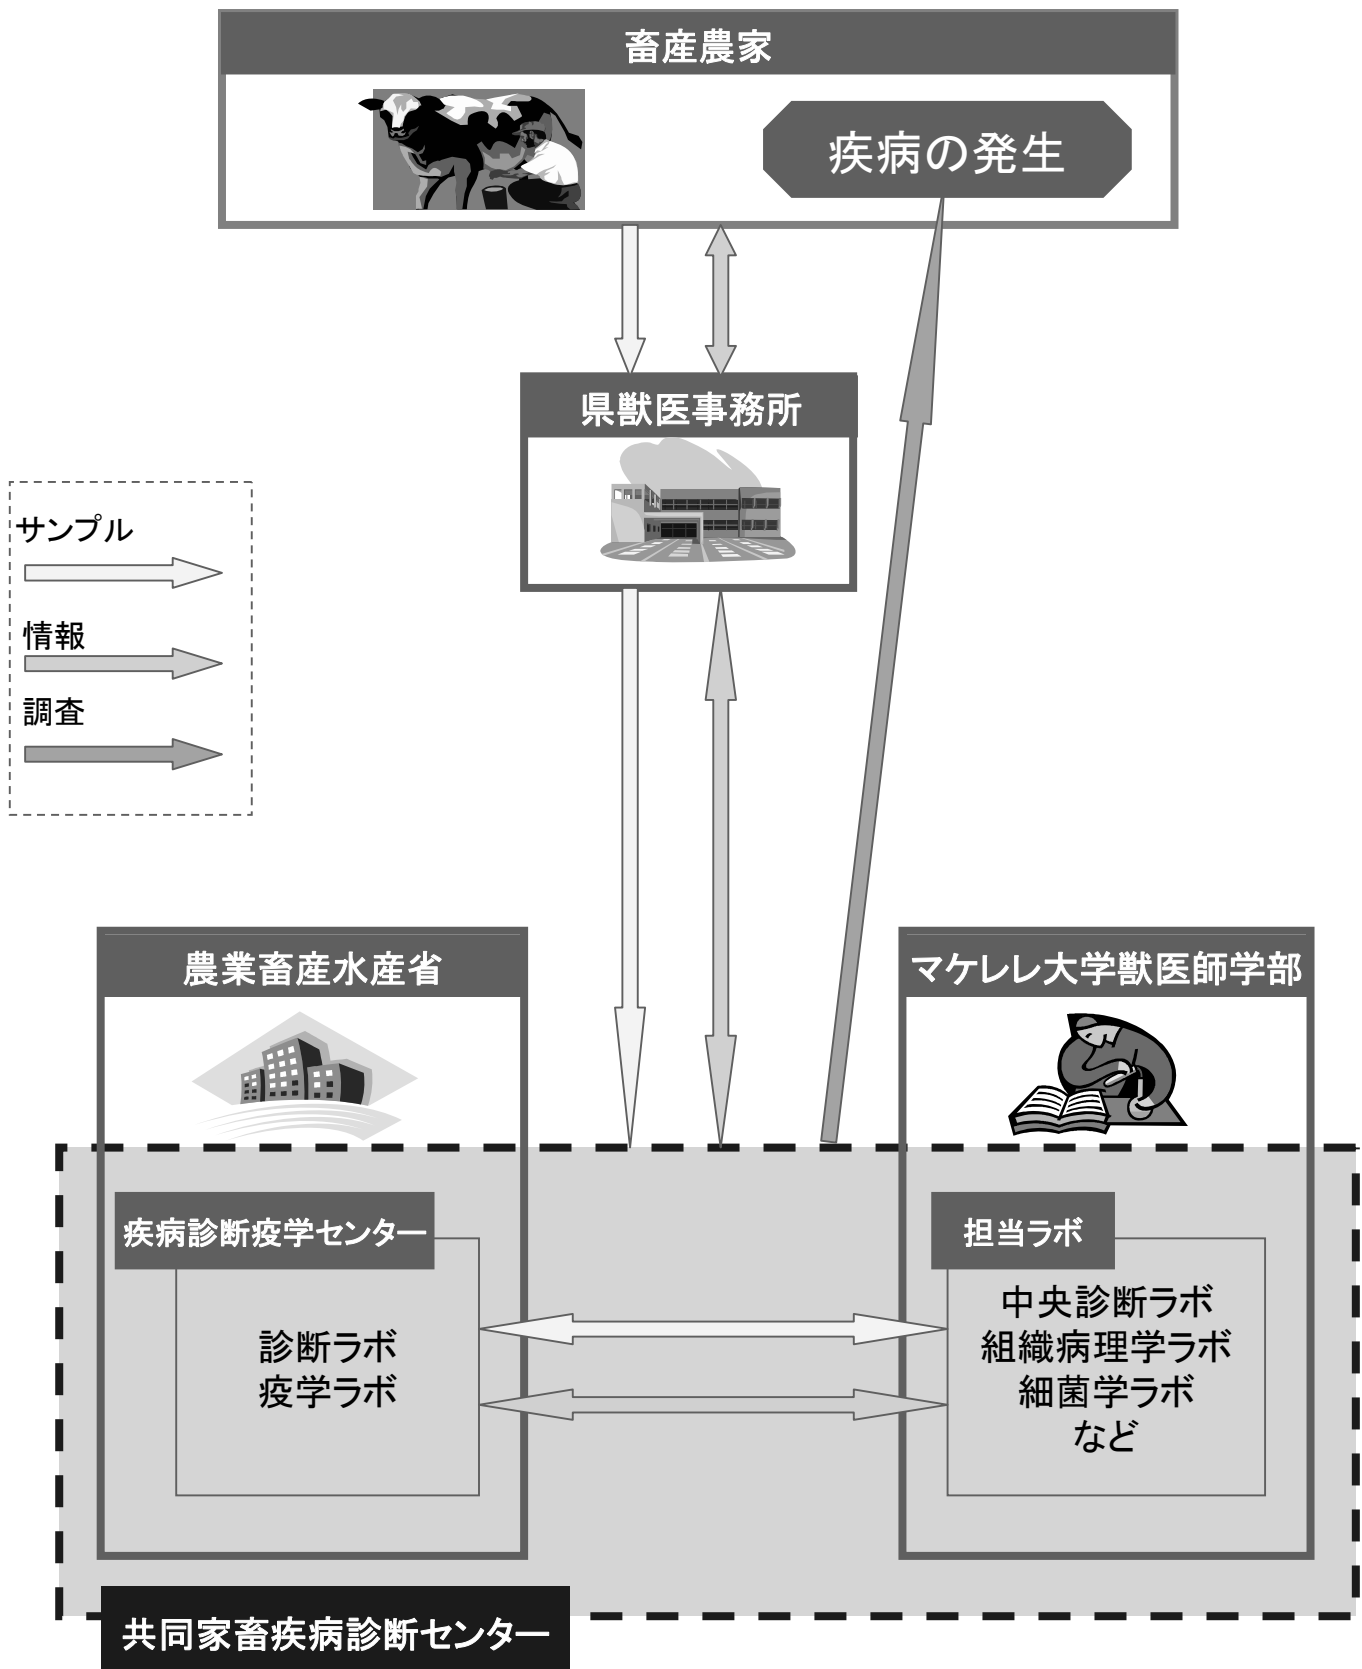 畜産農家
疾病の発生
県獣医事務所
サンプル
情報
調査
農業畜産水産省
マケレレ大学獣医師学部
疾病診断疫学センター
担当ラボ
診断ラボ
疫学ラボ
中央診断ラボ
組織病理学ラボ
細菌学ラボ
など
共同家畜疾病診断センター